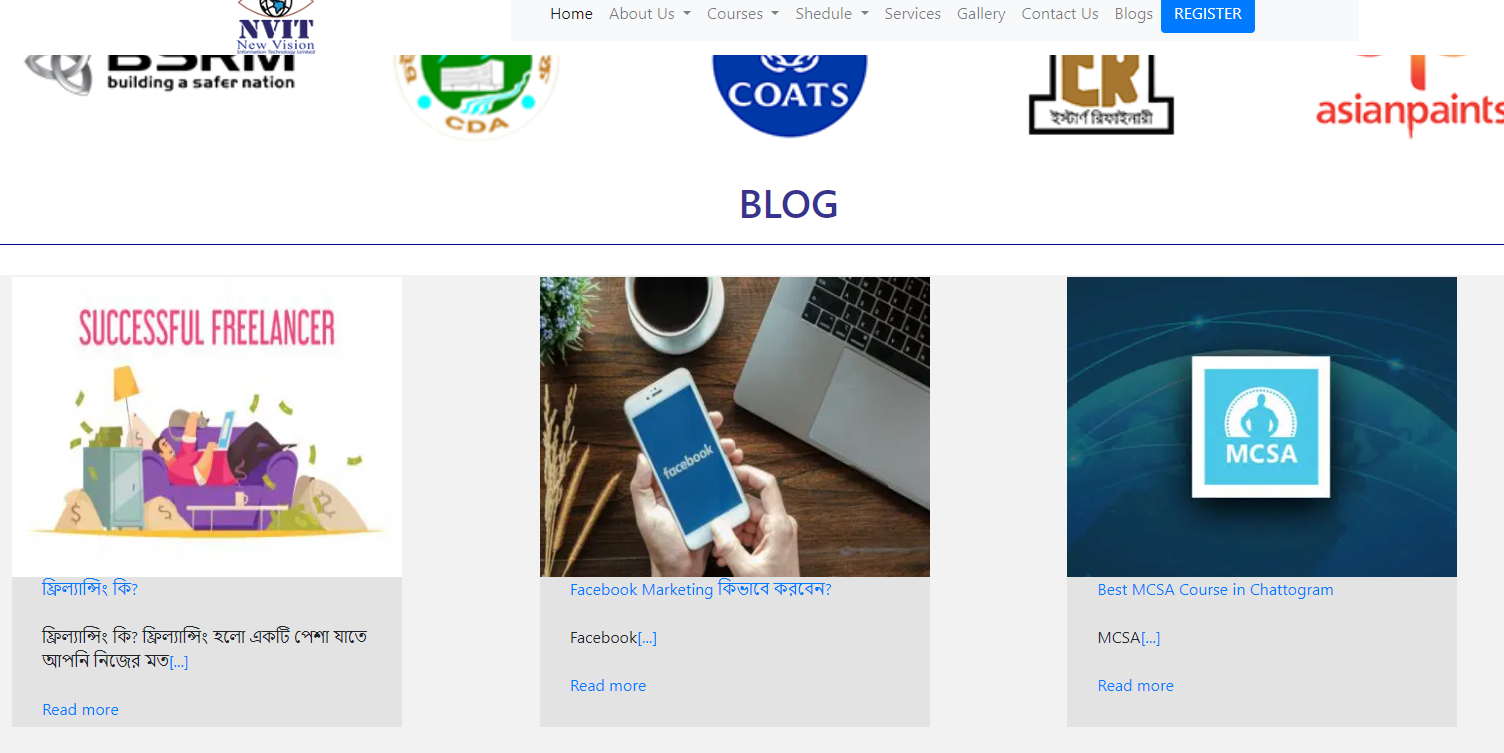 NVIT
New Vision
Information Technology Limited
Home About Us Courses Shedule Services Gallery Contact Us Blogs REGISTER
BSRM
building a safer nation
CDA
COATS
ইস্টার্ণ রিফাইনারী
asianpaints
BLOG
SUCCESSFUL FREELANCER
facebook
MCSA
ফ্রিল্যান্সিং কি?
ফ্রিল্যান্সিং কি? ফ্রিল্যান্সিং হলো একটি পেশা যাতে
আপনি নিজের মত[...]
Read more
Facebook Marketing কিভাবে করবেন?
Facebook[...]
Read more
Best MCSA Course in Chattogram
MCSA[...]
Read more